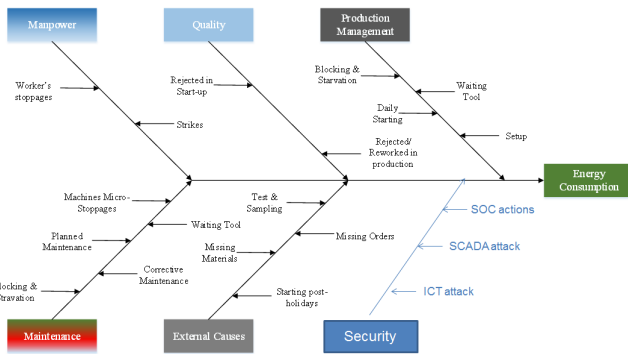 Manpower
Quality
Production
Management
Worker's
stoppages
Strikes
Rejected in
Start-up
Rejected/
Reworked in
production
Blocking &
Starvation
Waiting
Tool
Daily
Starting
Setup
Energy
Consumption
Machines Micro-
Stoppages
Waiting Tool
Planned
Maintenance
Corrective
Maintenance
locking &
Stravation
Test &
Sampling
Missing Orders
Missing
Materials
Starting post-
holidays
SOC actions
SCADA attack
ICT attack
Maintenance
External Causes
Security